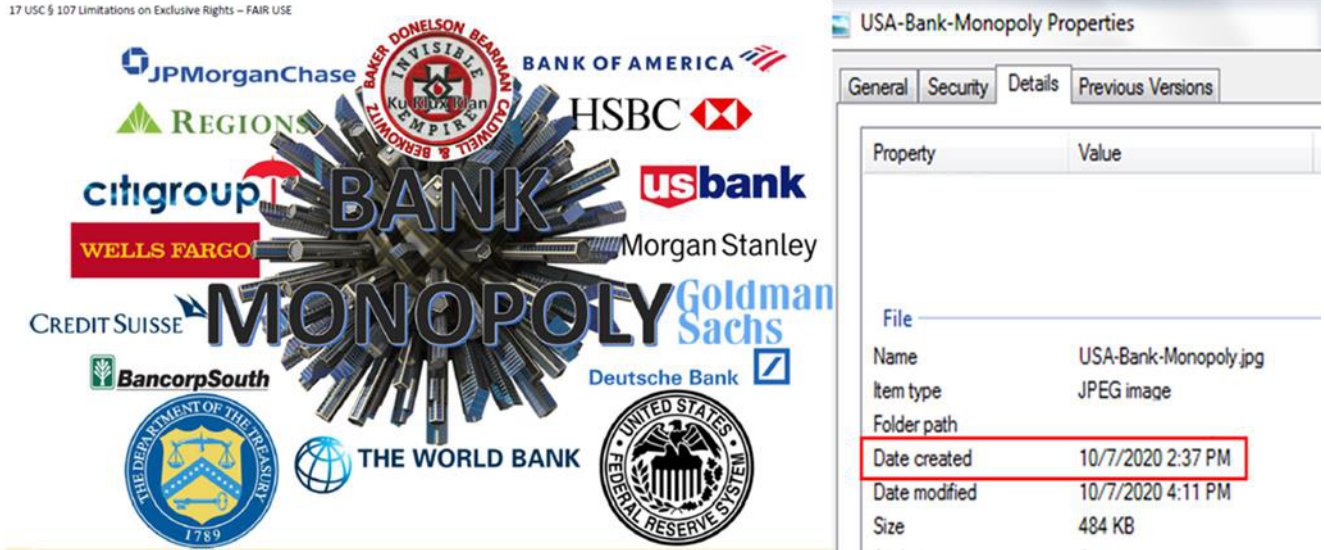 17 USC § 107 Limitations on Exclusive Rights – FAIR USE
JPMorganChase
BAKER DONELSON BEARMAN CALDWELL & BERKOWITZ
INVISIBLE
Ku Klux Klan
EMPIRE
BANK OF AMERICA
REGIONS
HSBC
citigroup
usbank
BANK
WELLS FARGO
Morgan Stanley
CREDIT SUISSE
MONOPOLY
Goldman
Sachs
BancorpSouth
Deutsche Bank
THE DEPARTMENT OF THE TREASURY
1789
THE WORLD BANK
UNITED STATES
FEDERAL RESERVE SYSTEM
USA-Bank-Monopoly Properties
General Security Details Previous Versions
Property Value
File
Name USA-Bank-Monopoly.jpg
Item type JPEG image
Folder path
Date created 10/7/2020 2:37 PM
Date modified 10/7/2020 4:11 PM
Size 484 KB